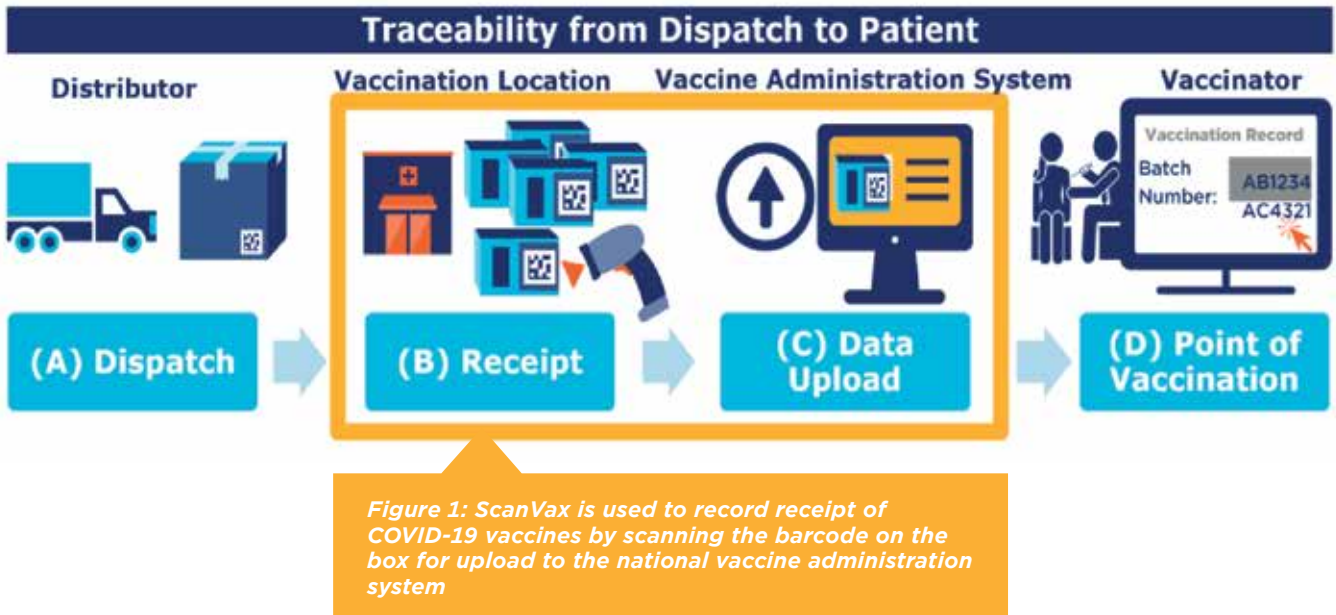 Traceability from Dispatch to Patient
Distributor
Vaccination Location
Vaccine Administration System
Vaccinator
Vaccination Record
Batch
Number:
AB1234
AC4321
(A) Dispatch
(B) Receipt
(C) Data
Upload
(D) Point of
Vaccination
Figure 1: ScanVax is used to record receipt of
COVID-19 vaccines by scanning the barcode on the
box for upload to the national vaccine administration
system